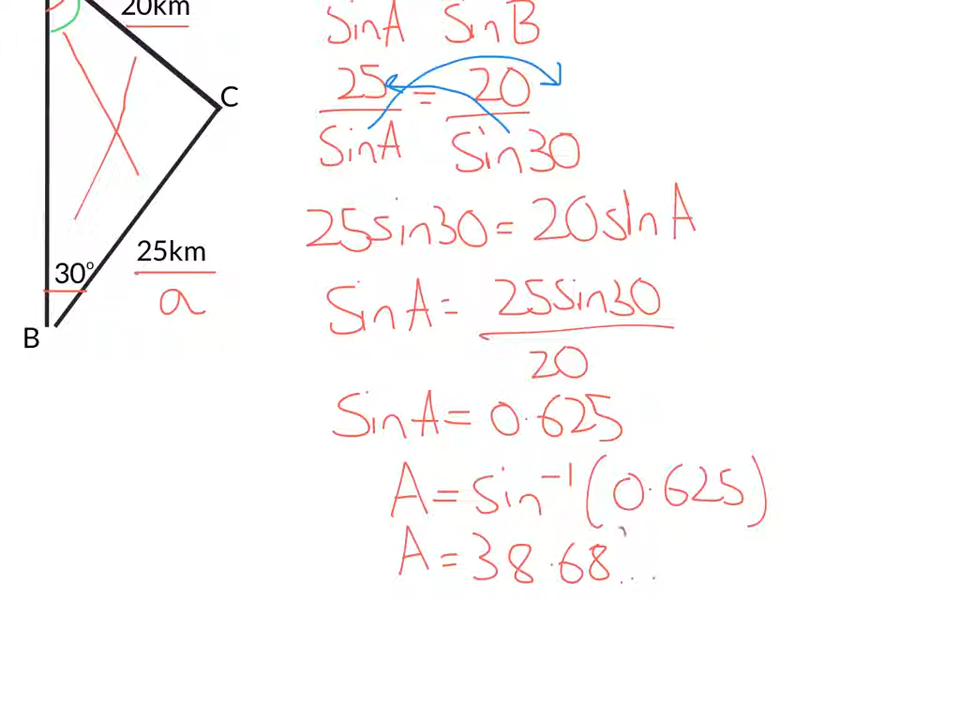 20km
SinA SinB
C
25 = 20
SinA Sin30
25sin30 = 20sinA
25km
30°
a
SinA = 25Sin30
20
B
SinA = 0.625
A = Sin⁻¹(0.625)
A = 38.68...